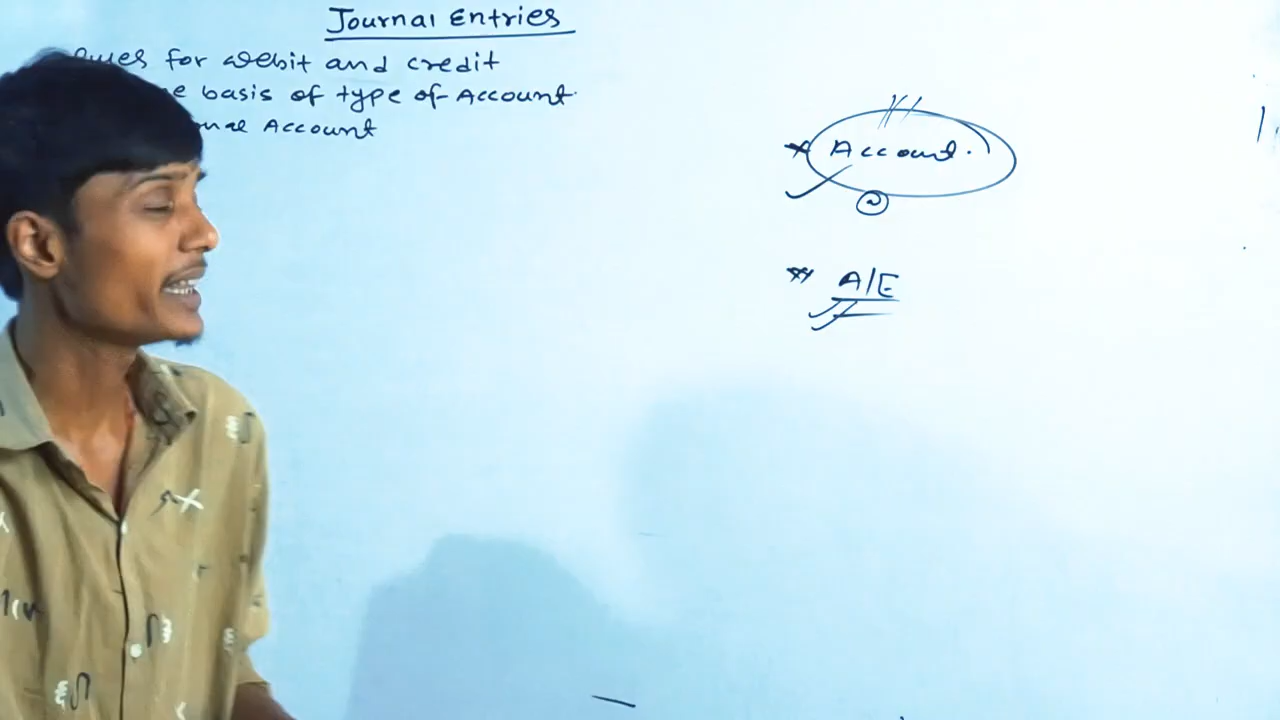 Journal Entries
for debit and credit
basis of type of Account
Account
Account.
A/E